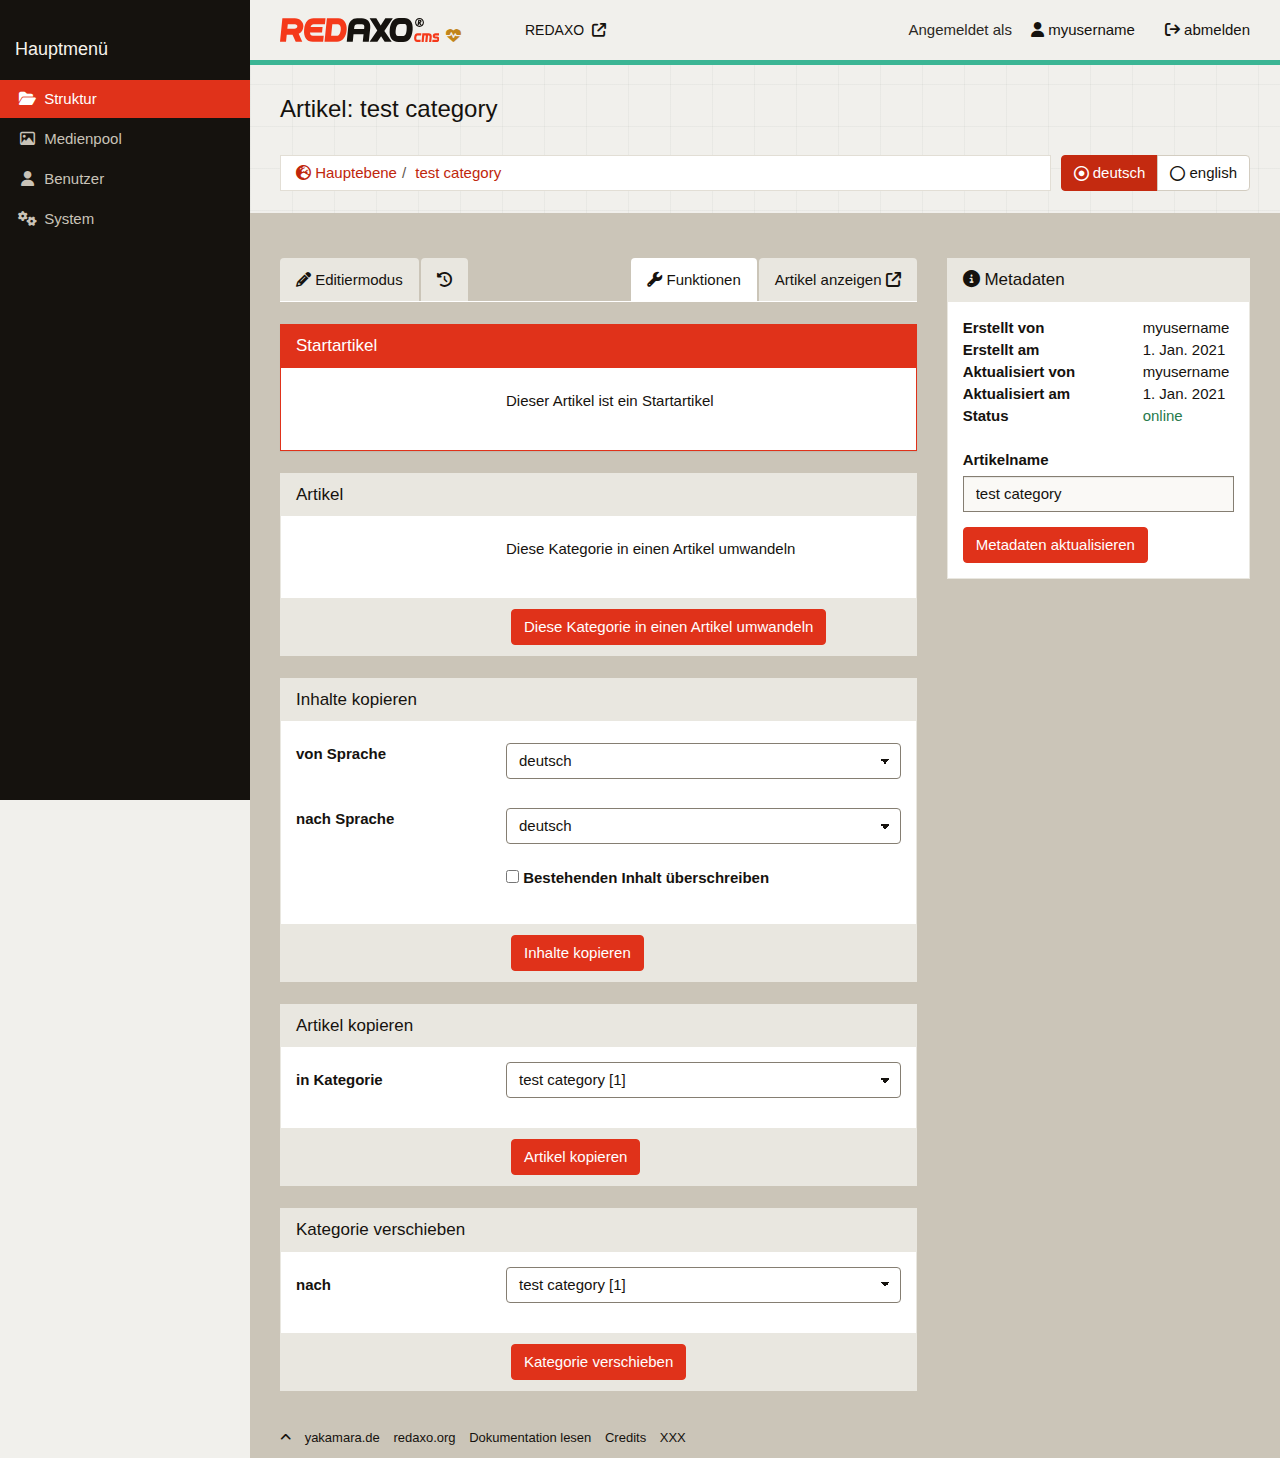 Hauptmenü
Struktur
Medienpool
Benutzer
System
REDAXO® cms
REDAXO
Angemeldet als myusername abmelden
Artikel: test category
Hauptebene / test category
deutsch english
Editiermodus
Funktionen
Artikel anzeigen
Startartikel
Dieser Artikel ist ein Startartikel
Artikel
Diese Kategorie in einen Artikel umwandeln
Diese Kategorie in einen Artikel umwandeln
Inhalte kopieren
von Sprache deutsch
nach Sprache deutsch
Bestehenden Inhalt überschreiben
Inhalte kopieren
Artikel kopieren
in Kategorie test category [1]
Artikel kopieren
Kategorie verschieben
nach test category [1]
Kategorie verschieben
Metadaten
Erstellt von myusername
Erstellt am 1. Jan. 2021
Aktualisiert von myusername
Aktualisiert am 1. Jan. 2021
Status online
Artikelname
test category
Metadaten aktualisieren
yakamara.de redaxo.org Dokumentation lesen Credits XXX